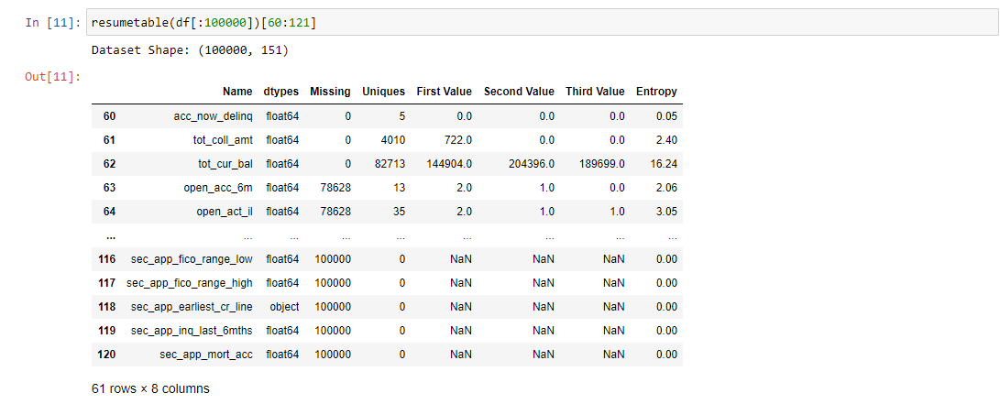 In [11]: resumetable(df[:100000])[60:121]
Dataset Shape: (100000, 151)
Out[11]:
Name dtypes Missing Uniques First Value Second Value Third Value Entropy
60 acc_now_delinq float64 0 5 0.0 0.0 0.0 0.05
61 tot_coll_amt float64 0 4010 722.0 0.0 0.0 2.40
62 tot_cur_bal float64 0 82713 144904.0 204396.0 189699.0 16.24
63 open_acc_6m float64 78628 13 2.0 1.0 0.0 2.06
64 open_act_il float64 78628 35 2.0 1.0 1.0 3.05
... ... ... ... ... ... ... ... ...
116 sec_app_fico_range_low float64 100000 0 NaN NaN NaN 0.00
117 sec_app_fico_range_high float64 100000 0 NaN NaN NaN 0.00
118 sec_app_earliest_cr_line object 100000 0 NaN NaN NaN 0.00
119 sec_app_inq_last_6mths float64 100000 0 NaN NaN NaN 0.00
120 sec_app_mort_acc float64 100000 0 NaN NaN NaN 0.00
61 rows × 8 columns